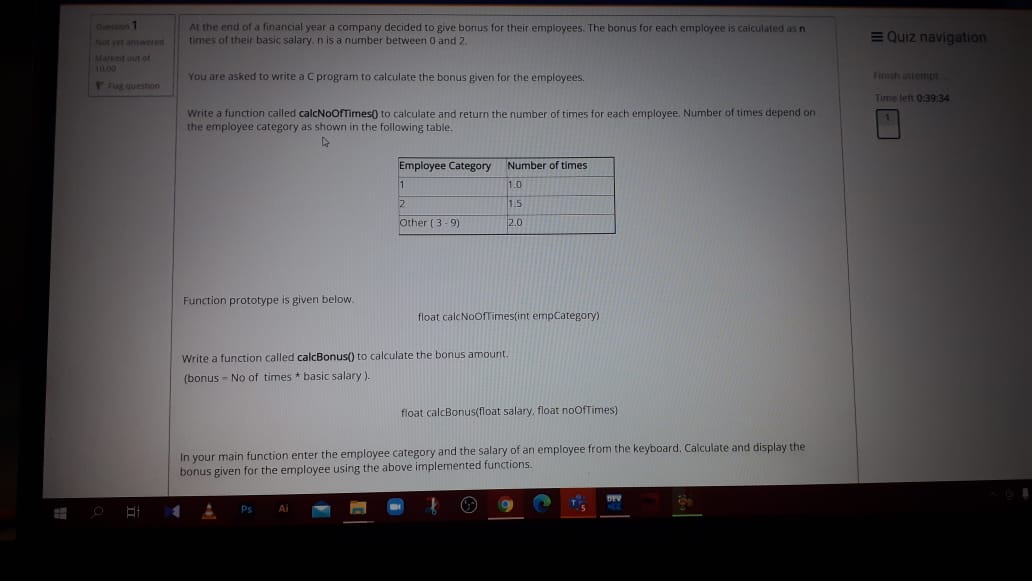 Question 1
Not yet answered
Marked out of
10.00
Flag question
At the end of a financial year a company decided to give bonus for their employees. The bonus for each employee is calculated as n
times of their basic salary. n is a number between 0 and 2.
You are asked to write a C program to calculate the bonus given for the employees.
Write a function called calcNoOfTimes() to calculate and return the number of times for each employee. Number of times depend on
the employee category as shown in the following table.
Employee Category Number of times
1 1.0
2 1.5
Other ( 3 - 9) 2.0
Function prototype is given below.
float calcNoOfTimes(int empCategory)
Write a function called calcBonus() to calculate the bonus amount.
(bonus = No of times * basic salary ).
float calcBonus(float salary, float noOfTimes)
In your main function enter the employee category and the salary of an employee from the keyboard. Calculate and display the
bonus given for the employee using the above implemented functions.
Quiz navigation
Finish attempt ...
Time left 0:39:34
1
Ps
Ai
DEV